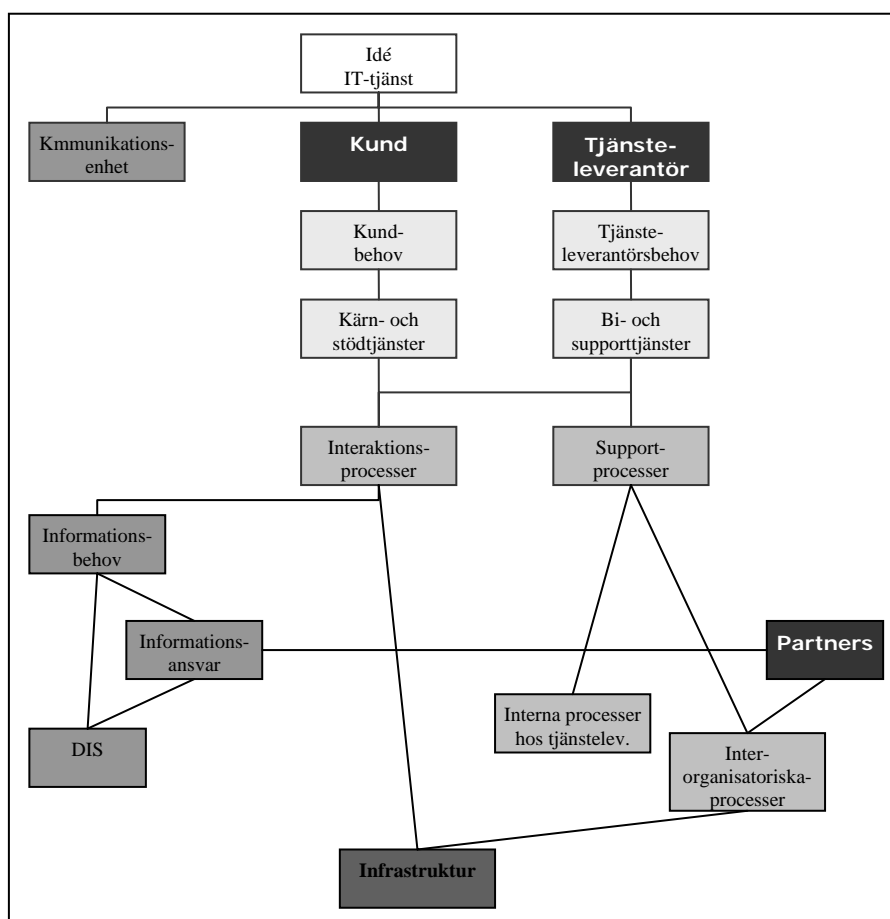 Idé
IT-tjänst
Kmmunikations-
enhet
Kund
Tjänste-
leverantör
Kund-
behov
Tjänste-
leverantörsbehov
Kärn- och
stödtjänster
Bi- och
supporttjänster
Interaktions-
processer
Support-
processer
Informations-
behov
Informations-
ansvar
Partners
Interna processer
hos tjänstelev.
DIS
Inter-
organisatoriska-
processer
Infrastruktur